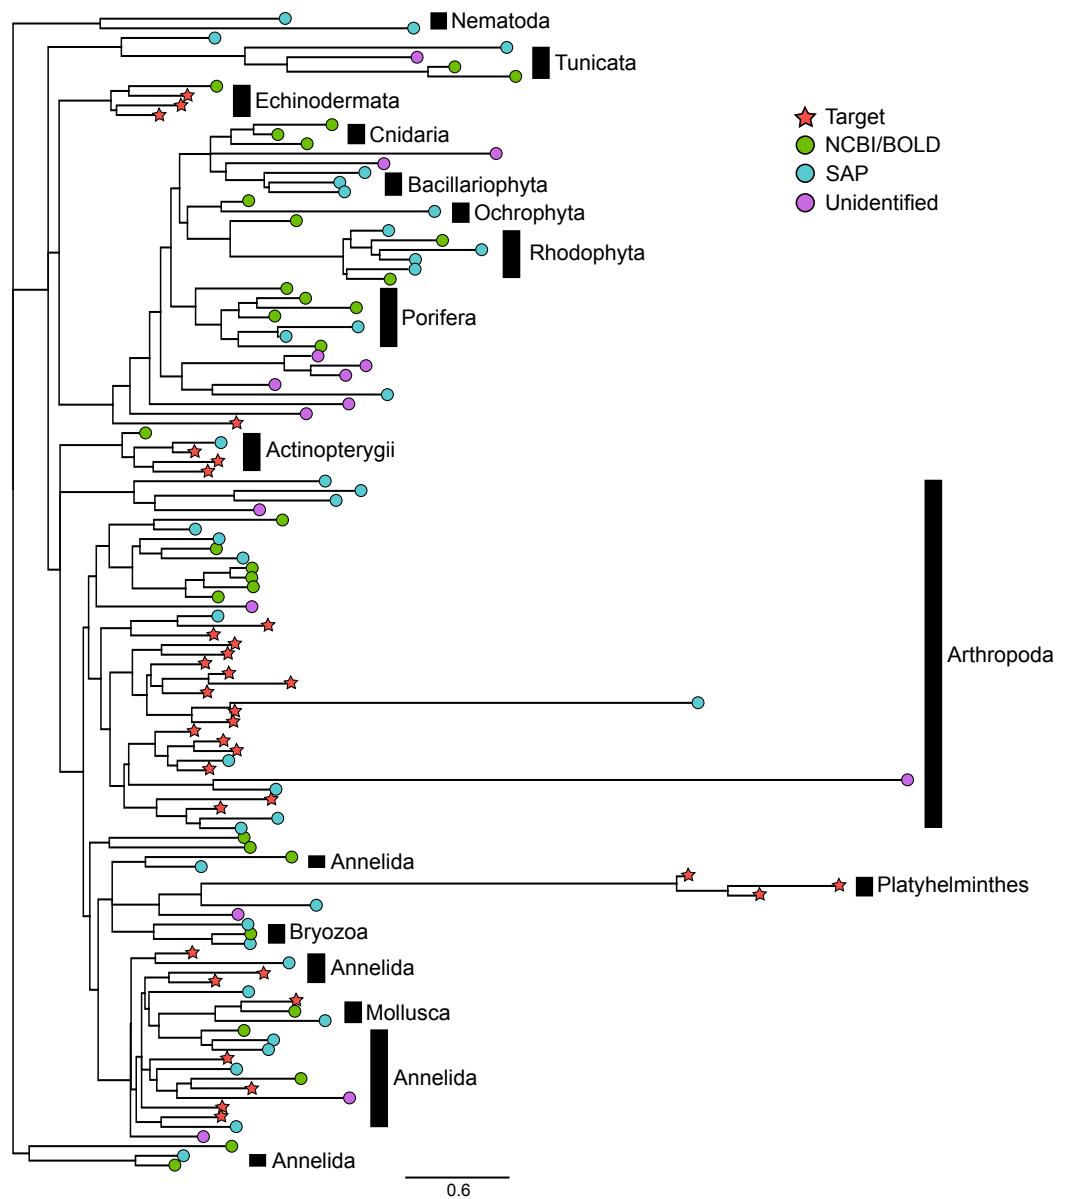 Nematoda
Tunicata
Echinodermata
Target
Cnidaria
NCBI/BOLD
SAP
Bacillariophyta
Unidentified
Ochrophyta
Rhodophyta
Porifera
Actinopterygii
Arthropoda
Annelida
Platyhelminthes
Bryozoa
Annelida
Mollusca
Annelida
Annelida
0.6